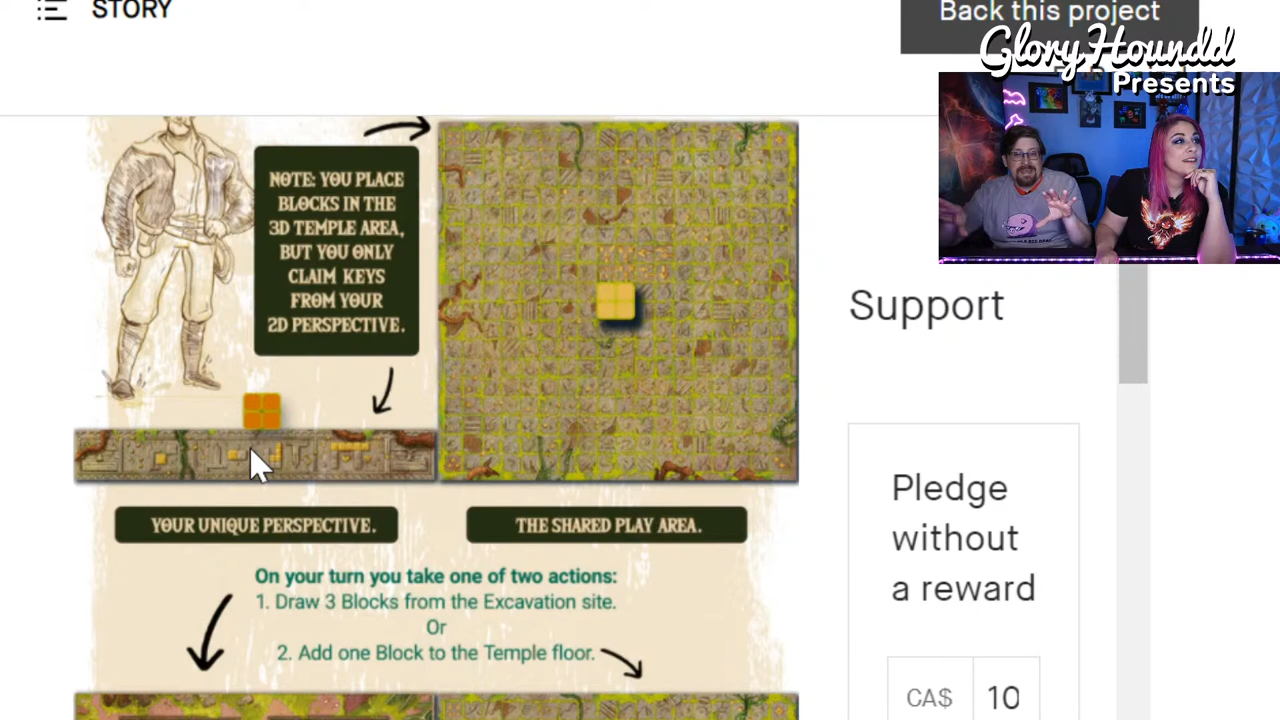 STORY
Back this project
GloryHoundd
Presents
NOTE: YOU PLACE
BLOCKS IN THE
3D TEMPLE AREA,
BUT YOU ONLY
CLAIM KEYS
FROM YOUR
2D PERSPECTIVE.
Support
YOUR UNIQUE PERSPECTIVE.
THE SHARED PLAY AREA.
On your turn you take one of two actions:
1. Draw 3 Blocks from the Excavation site.
Or
2. Add one Block to the Temple floor.
Pledge
without
a reward
CA$ 10